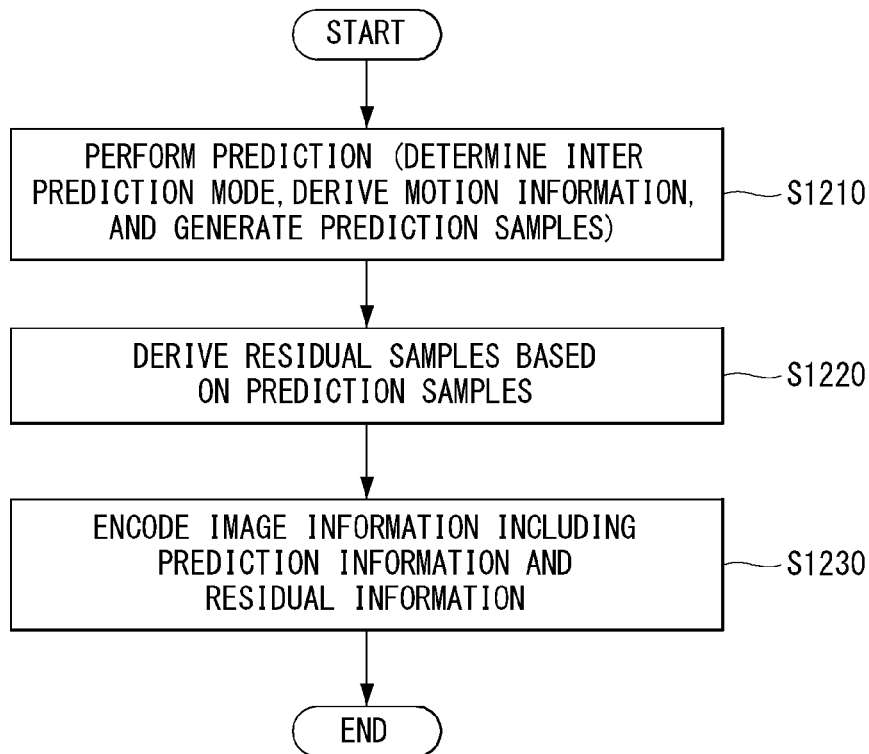 START
PERFORM PREDICTION (DETERMINE INTER
PREDICTION MODE, DERIVE MOTION INFORMATION,
AND GENERATE PREDICTION SAMPLES)
S1210
DERIVE RESIDUAL SAMPLES BASED
ON PREDICTION SAMPLES
S1220
ENCODE IMAGE INFORMATION INCLUDING
PREDICTION INFORMATION AND
RESIDUAL INFORMATION
S1230
END